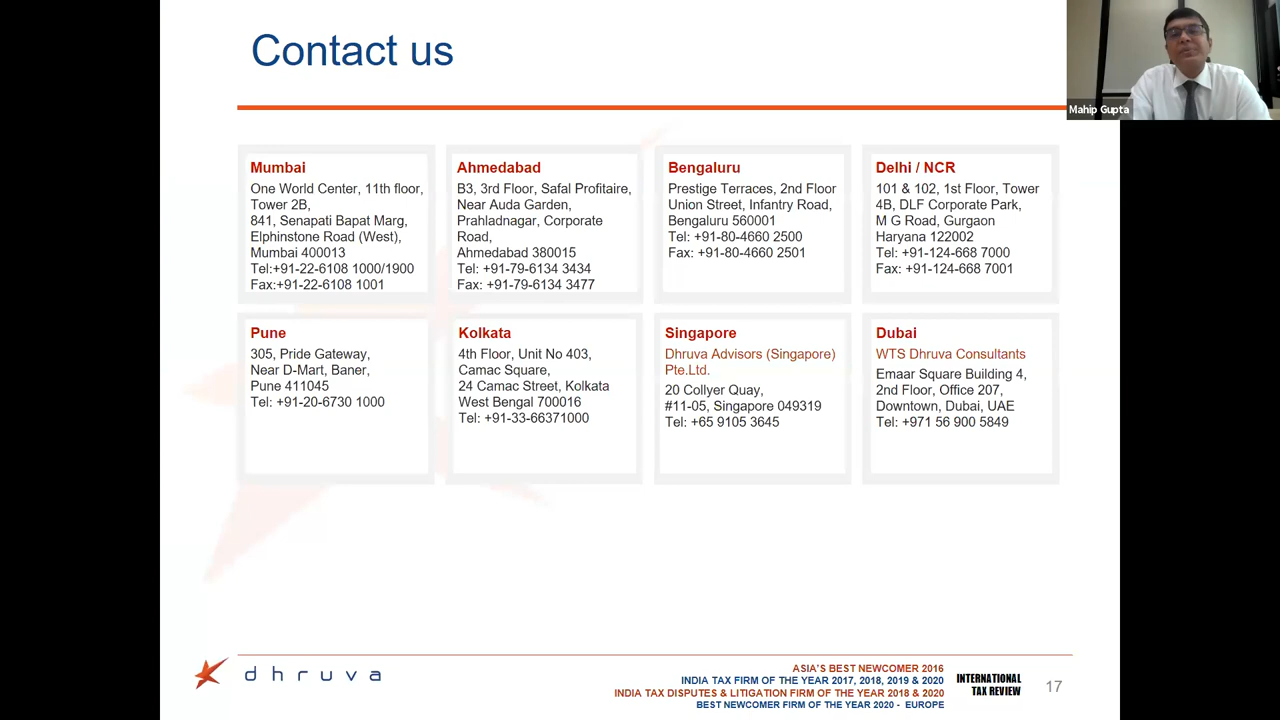 Contact us
Mahip Gupta
Mumbai
One World Center, 11th floor,
Tower 2B,
841, Senapati Bapat Marg,
Elphinstone Road (West),
Mumbai 400013
Tel:+91-22-6108 1000/1900
Fax:+91-22-6108 1001
Ahmedabad
B3, 3rd Floor, Safal Profitaire,
Near Auda Garden,
Prahladnagar, Corporate
Road,
Ahmedabad 380015
Tel: +91-79-6134 3434
Fax: +91-79-6134 3477
Bengaluru
Prestige Terraces, 2nd Floor
Union Street, Infantry Road,
Bengaluru 560001
Tel: +91-80-4660 2500
Fax: +91-80-4660 2501
Delhi / NCR
101 & 102, 1st Floor, Tower
4B, DLF Corporate Park,
M G Road, Gurgaon
Haryana 122002
Tel: +91-124-668 7000
Fax: +91-124-668 7001
Pune
305, Pride Gateway,
Near D-Mart, Baner,
Pune 411045
Tel: +91-20-6730 1000
Kolkata
4th Floor, Unit No 403,
Camac Square,
24 Camac Street, Kolkata
West Bengal 700016
Tel: +91-33-66371000
Singapore
Dhruva Advisors (Singapore)
Pte.Ltd.
20 Collyer Quay,
#11-05, Singapore 049319
Tel: +65 9105 3645
Dubai
WTS Dhruva Consultants
Emaar Square Building 4,
2nd Floor, Office 207,
Downtown, Dubai, UAE
Tel: +971 56 900 5849
dhruva
ASIA'S BEST NEWCOMER 2016
INDIA TAX FIRM OF THE YEAR 2017, 2018, 2019 & 2020
INDIA TAX DISPUTES & LITIGATION FIRM OF THE YEAR 2018 & 2020
BEST NEWCOMER FIRM OF THE YEAR 2020 - EUROPE
INTERNATIONAL
TAX REVIEW
17